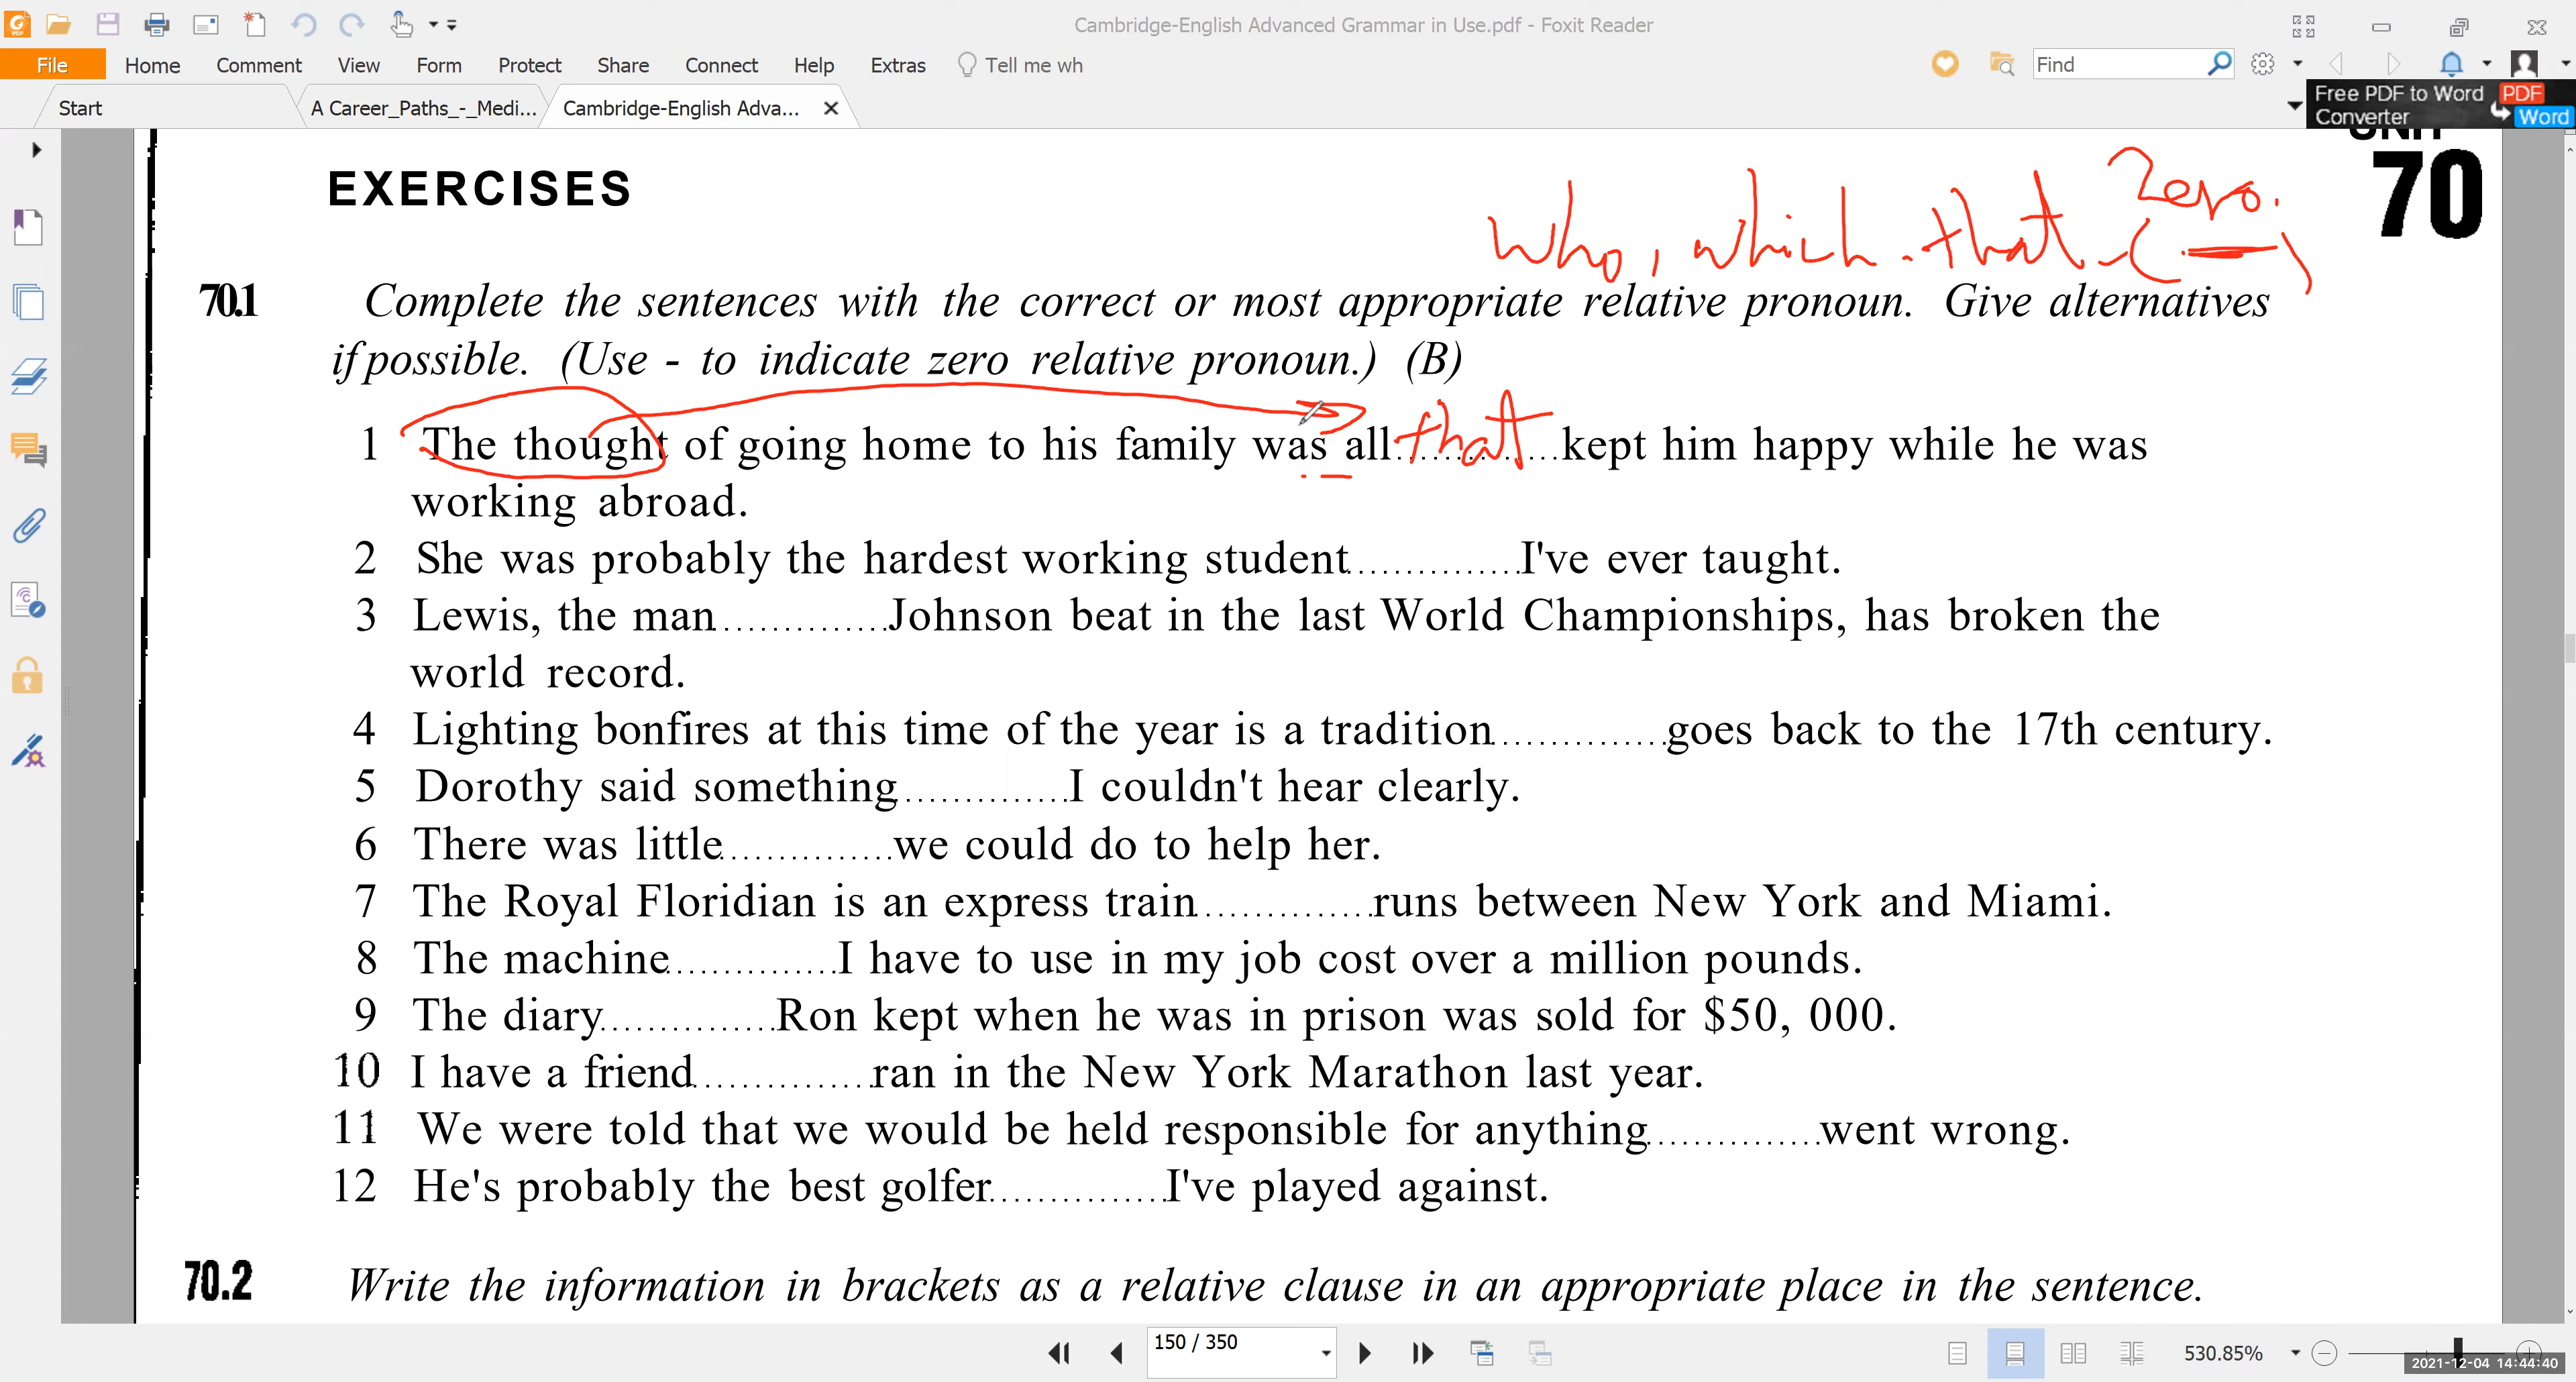 Cambridge-English Advanced Grammar in Use.pdf - Foxit Reader
File Home Comment View Form Protect Share Connect Help Extras Tell me wh Find
Start A Career_Paths_-_Medi... Cambridge-English Adva...
Free PDF to Word PDF
Converter Word
UNIT
70
EXERCISES
zero.
who, which. that - (—)
70.1 Complete the sentences with the correct or most appropriate relative pronoun. Give alternatives
if possible. (Use - to indicate zero relative pronoun.) (B)
1 The thought of going home to his family was all that kept him happy while he was
working abroad.
2 She was probably the hardest working student..............I've ever taught.
3 Lewis, the man..............Johnson beat in the last World Championships, has broken the
world record.
4 Lighting bonfires at this time of the year is a tradition..............goes back to the 17th century.
5 Dorothy said something..............I couldn't hear clearly.
6 There was little..............we could do to help her.
7 The Royal Floridian is an express train..............runs between New York and Miami.
8 The machine..............I have to use in my job cost over a million pounds.
9 The diary..............Ron kept when he was in prison was sold for $50, 000.
10 I have a friend..............ran in the New York Marathon last year.
11 We were told that we would be held responsible for anything..............went wrong.
12 He's probably the best golfer..............I've played against.
70.2 Write the information in brackets as a relative clause in an appropriate place in the sentence.
150 / 350 530.85%
2021-12-04 14:44:40